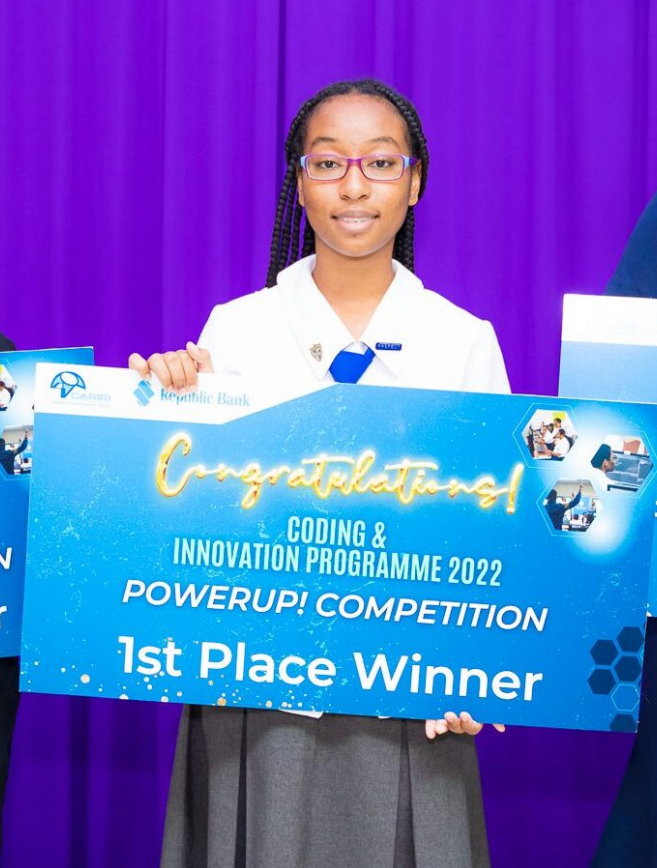 CARIRI
Republic Bank
Congratulations!
CODING &
INNOVATION PROGRAMME 2022
POWERUP! COMPETITION
1st Place Winner